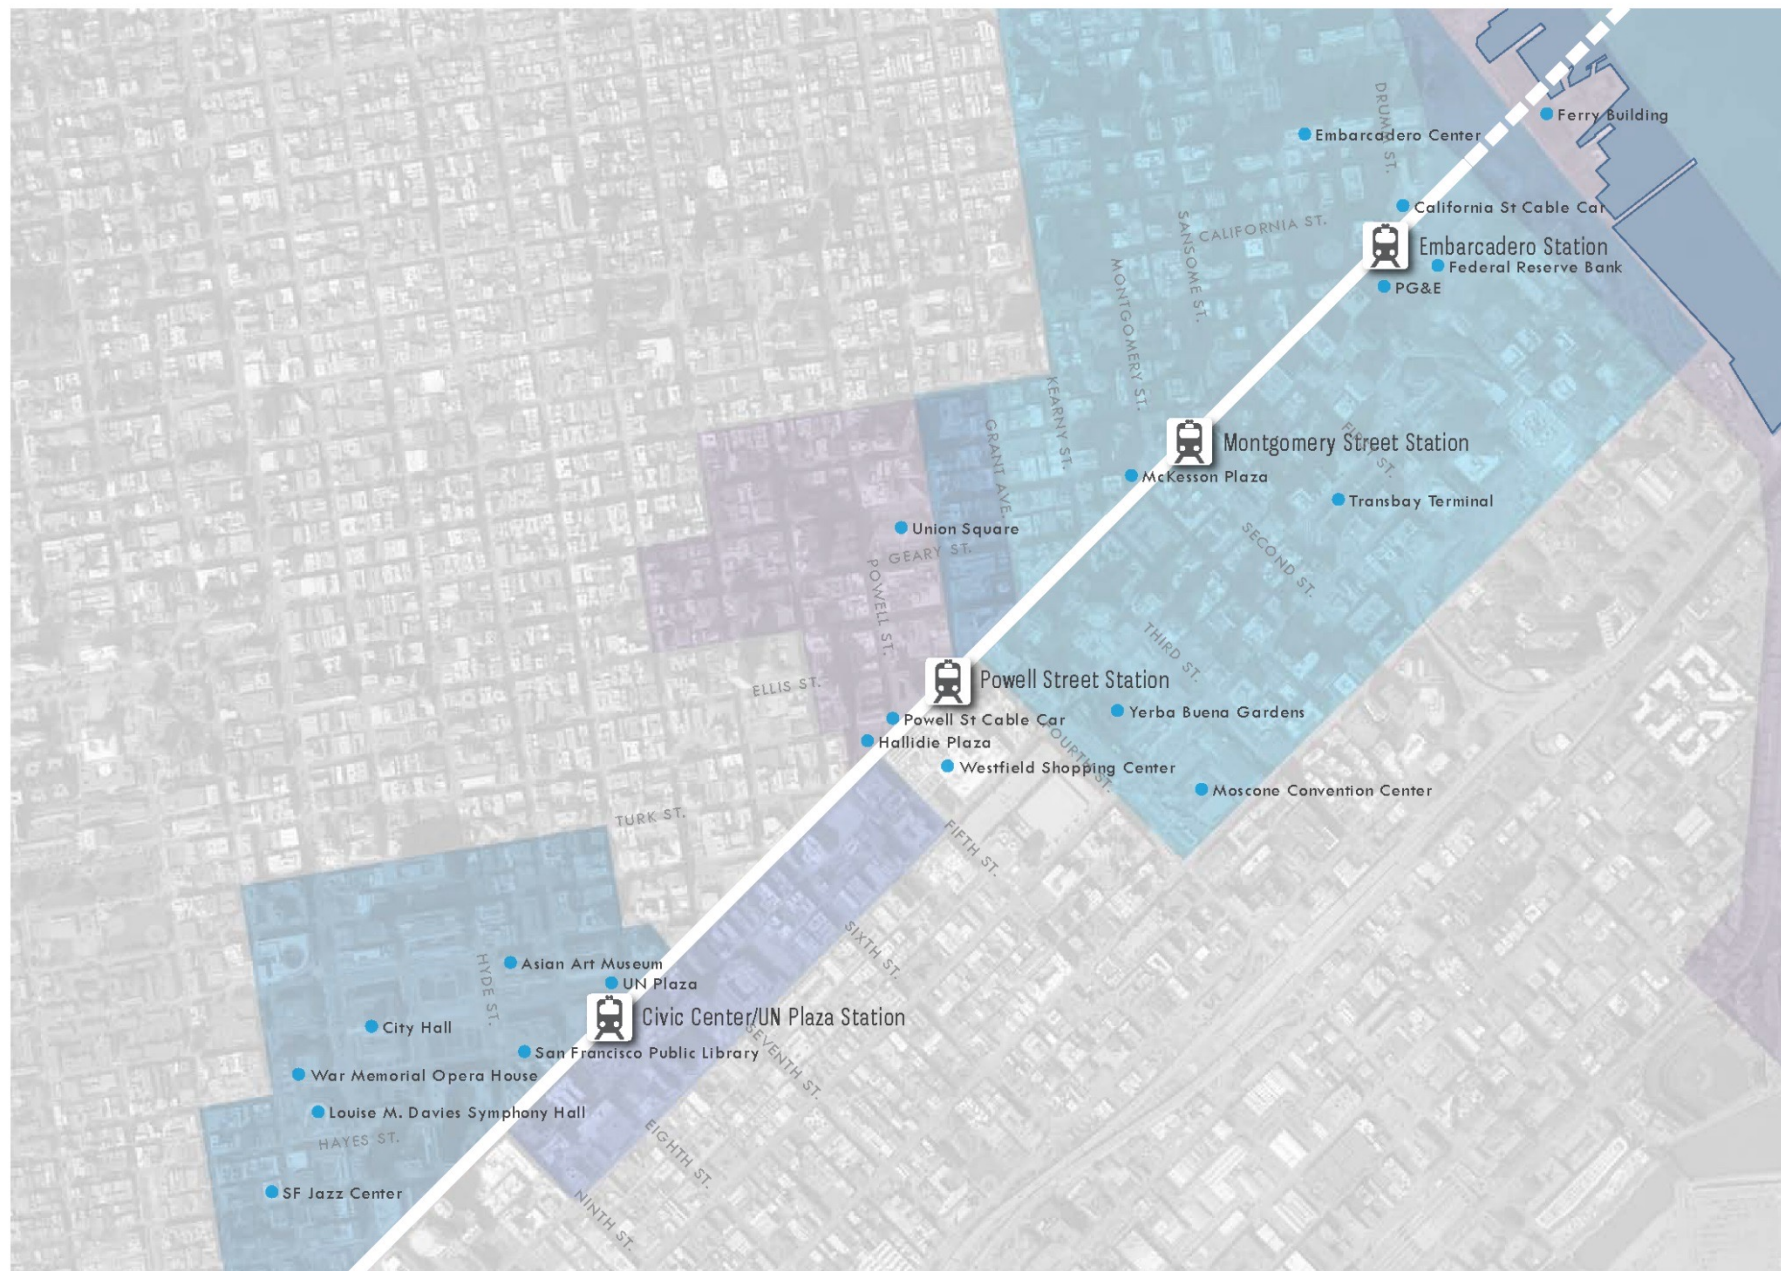 DRUMM ST.
Ferry Building
Embarcadero Center
California St Cable Car
SANSOME ST.
CALIFORNIA ST.
Embarcadero Station
Federal Reserve Bank
PG&E
MONTGOMERY ST.
KEARNY ST.
GRANT AVE.
Montgomery Street Station
FIRST ST.
McKesson Plaza
Transbay Terminal
Union Square
GEARY ST.
SECOND ST.
POWELL ST.
THIRD ST.
ELLIS ST.
Powell Street Station
Yerba Buena Gardens
Powell St Cable Car
FOURTH ST.
Hallidie Plaza
Westfield Shopping Center
Moscone Convention Center
TURK ST.
FIFTH ST.
SIXTH ST.
Asian Art Museum
HYDE ST.
UN Plaza
Civic Center/UN Plaza Station
City Hall
SEVENTH ST.
San Francisco Public Library
War Memorial Opera House
Louise M. Davies Symphony Hall
HAYES ST.
EIGHTH ST.
SF Jazz Center
NINTH ST.